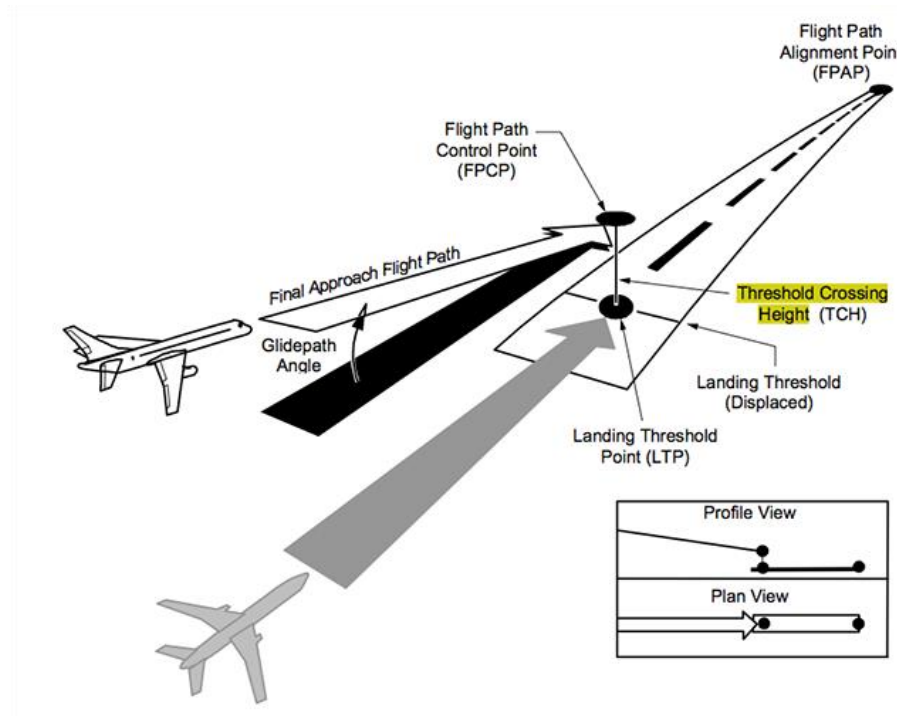 Flight Path
Alignment Poin
(FPAP)
Flight Path
Control Point
(FPCP)
Final Approach Flight Path
Threshold Crossing
Height (TCH)
Glidepath
Angle
Landing Threshold
(Displaced)
Landing Threshold
Point (LTP)
Profile View
Plan View